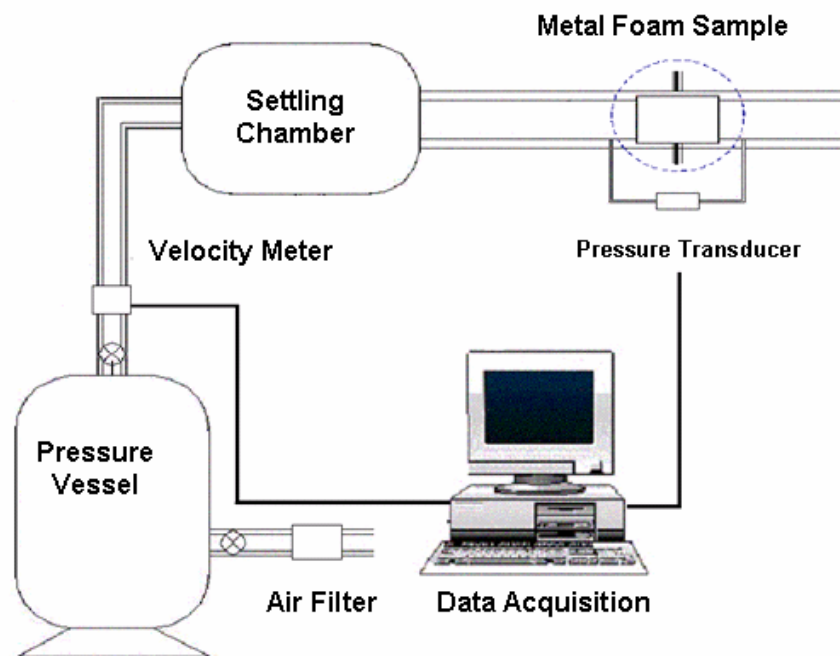 Metal Foam Sample
Settling
Chamber
Velocity Meter
Pressure Transducer
Pressure
Vessel
Air Filter
Data Acquisition